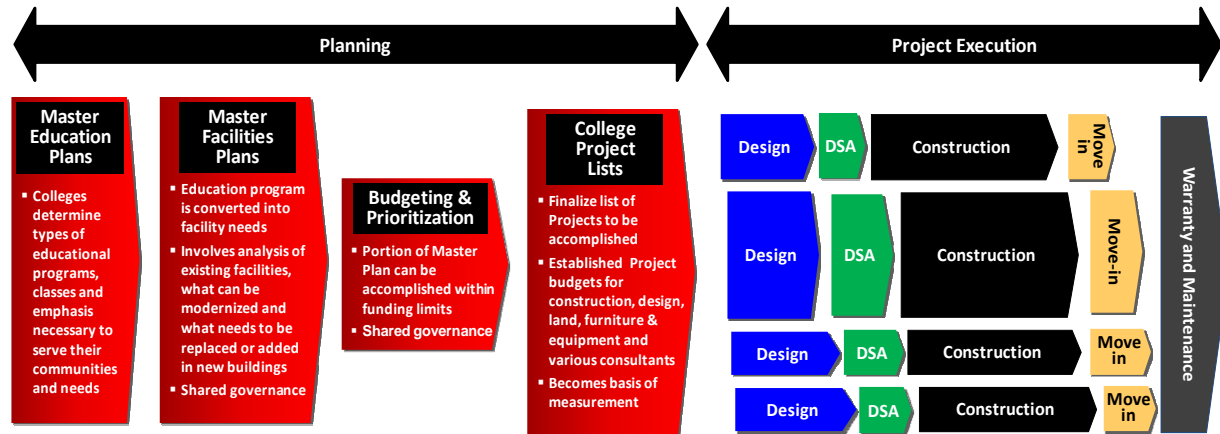 Planning
Project Execution
Master
Education
Plans
▪ Colleges
determine
types of
educational
programs,
classes and
emphasis
necessary to
serve their
communities
and needs
Master
Facilities
Plans
▪ Education program
is converted into
facility needs
▪ Involves analysis of
existing facilities,
what can be
modernized and
what needs to be
replaced or added
in new buildings
▪ Shared governance
Budgeting &
Prioritization
▪ Portion of Master
Plan can be
accomplished within
funding limits
▪ Shared governance
College
Project
Lists
▪ Finalize list of
Projects to be
accomplished
▪ Established Project
budgets for
construction, design,
land, furniture &
equipment and
various consultants
▪ Becomes basis of
measurement
Design
DSA
Construction
Move
in
Design
DSA
Construction
Move-in
Design
DSA
Construction
Move
in
Design
DSA
Construction
Move
in
Warranty and Maintenance